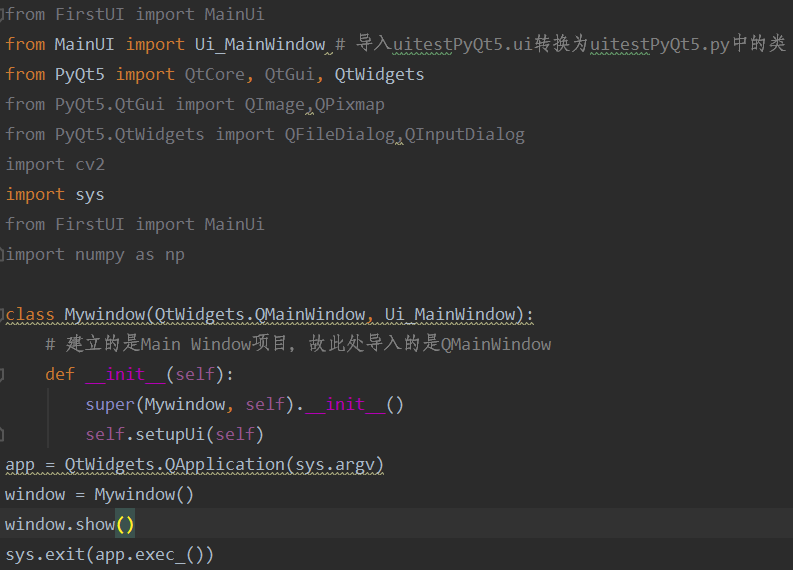 from FirstUI import MainUi
from MainUI import Ui_MainWindow # 导入uitestPyQt5.ui转换为uitestPyQt5.py中的类
from PyQt5 import QtCore, QtGui, QtWidgets
from PyQt5.QtGui import QImage,QPixmap
from PyQt5.QtWidgets import QFileDialog,QInputDialog
import cv2
import sys
from FirstUI import MainUi
import numpy as np
class Mywindow(QtWidgets.QMainWindow, Ui_MainWindow):
# 建立的是Main Window项目，故此处导入的是QMainWindow
def __init__(self):
super(Mywindow, self).__init__()
self.setupUi(self)
app = QtWidgets.QApplication(sys.argv)
window = Mywindow()
window.show()
sys.exit(app.exec_())